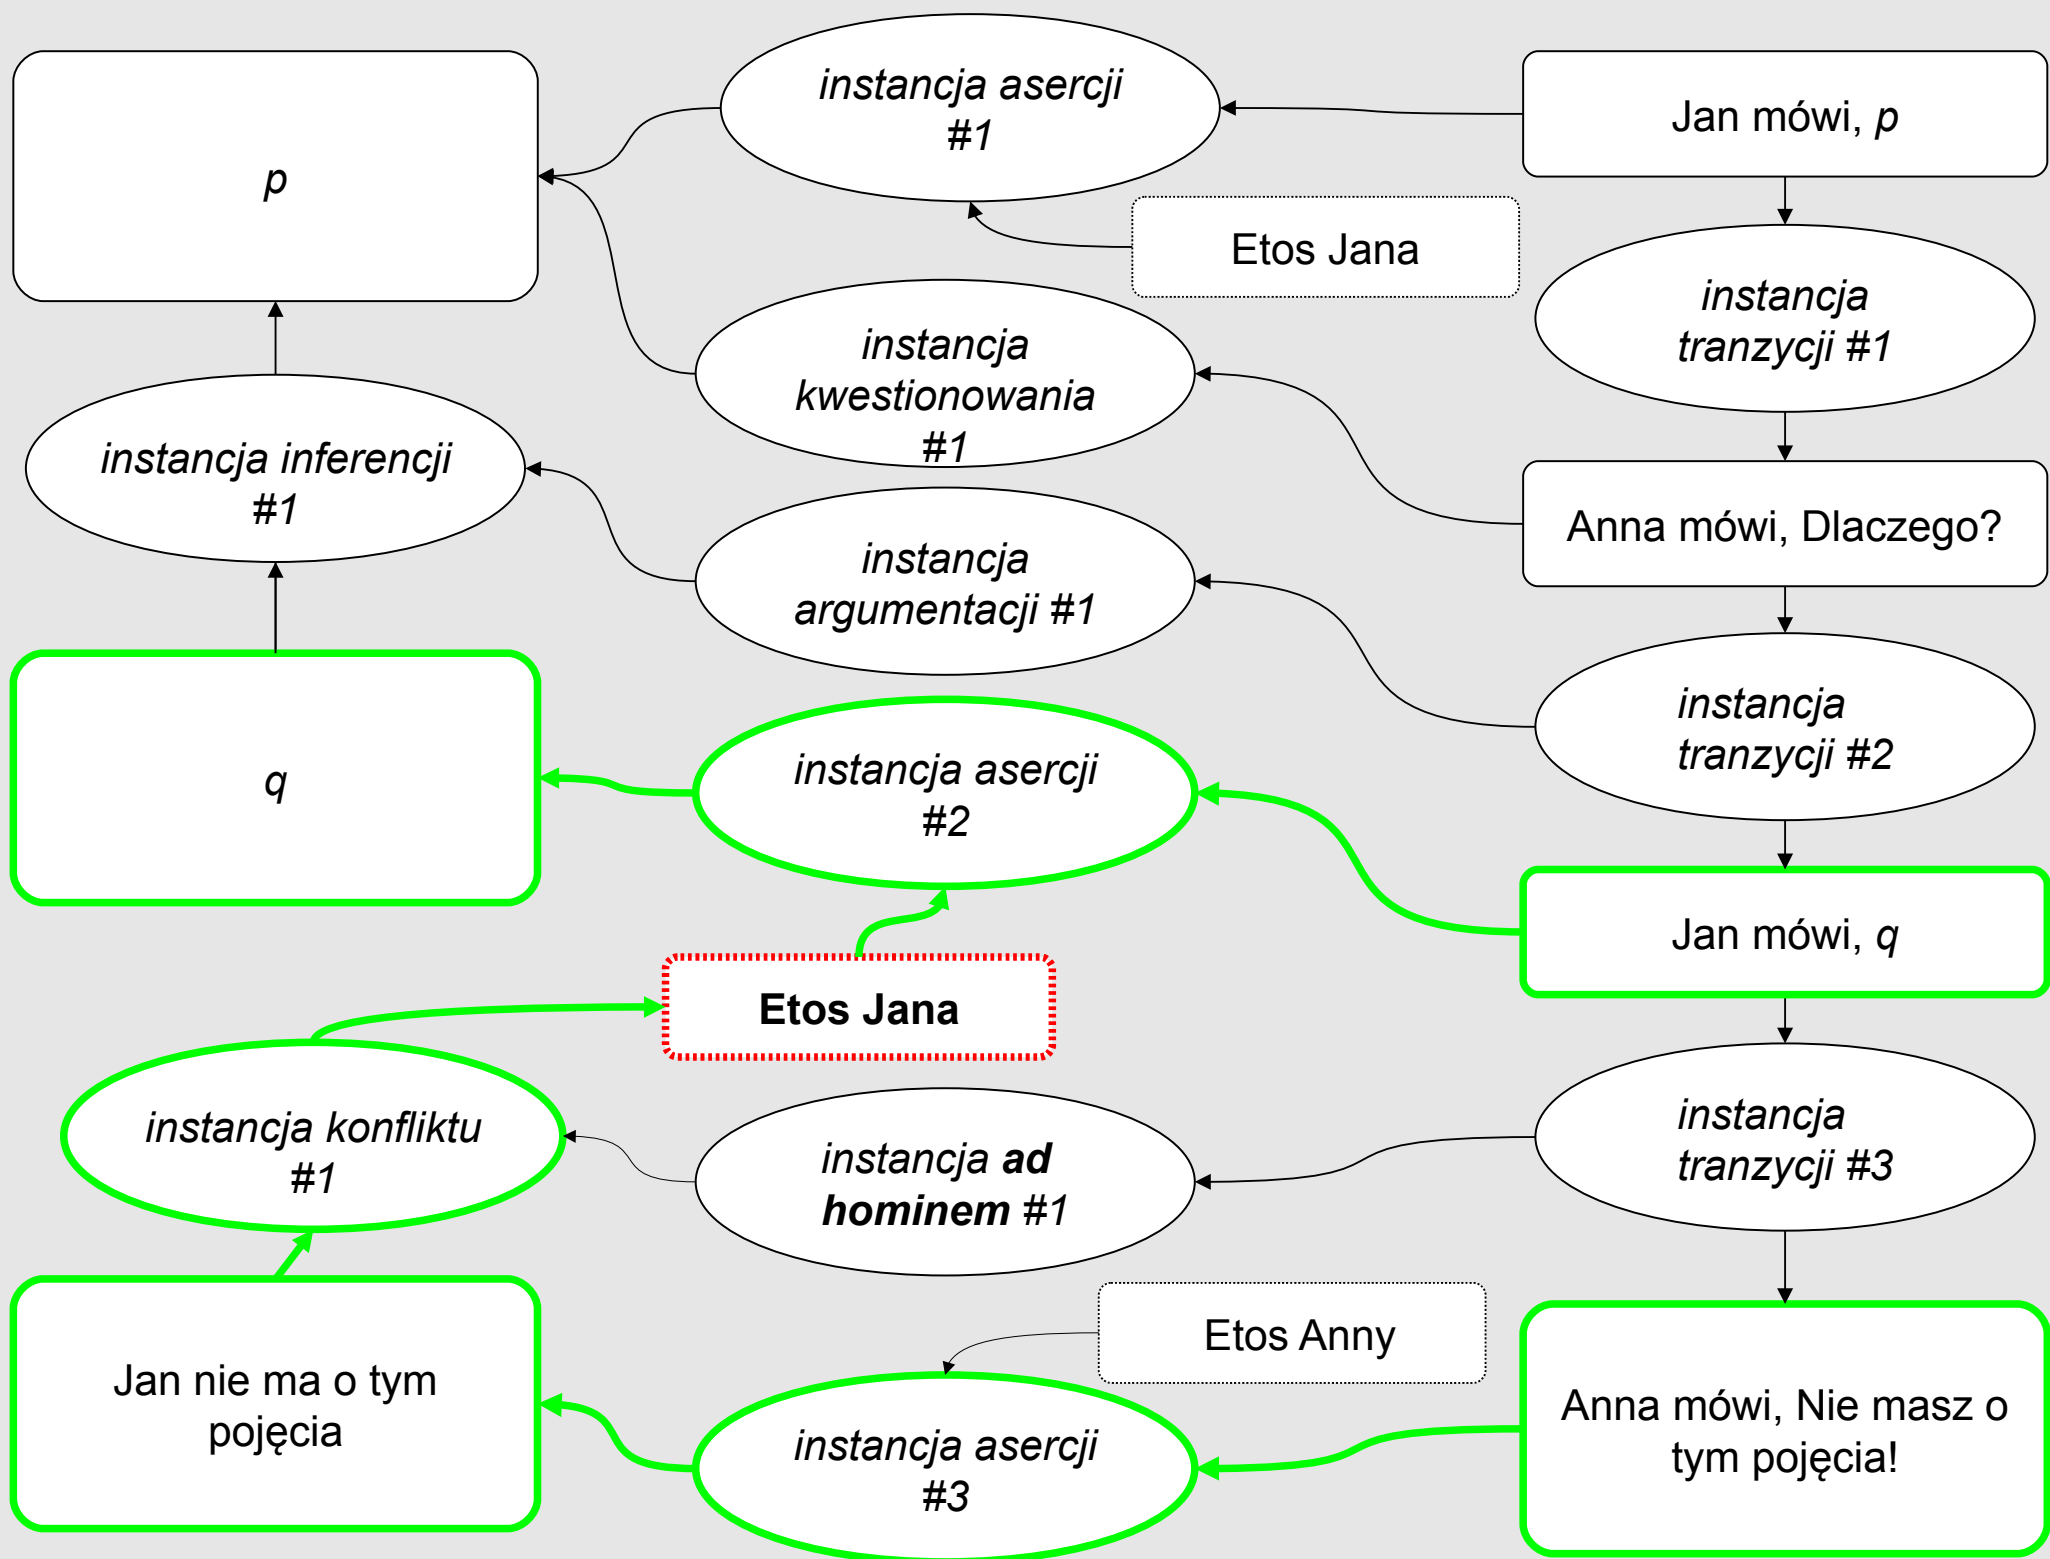 instancja asercji
#1
Jan mówi, p
p
Etos Jana
instancja
tranzycji #1
instancja
kwestionowania
#1
instancja inferencji
#1
Anna mówi, Dlaczego?
instancja
argumentacji #1
instancja
tranzycji #2
q
instancja asercji
#2
Jan mówi, q
Etos Jana
instancja konfliktu
#1
instancja ad
hominem #1
instancja
tranzycji #3
Etos Anny
Jan nie ma o tym
pojęcia
instancja asercji
#3
Anna mówi, Nie masz o
tym pojęcia!